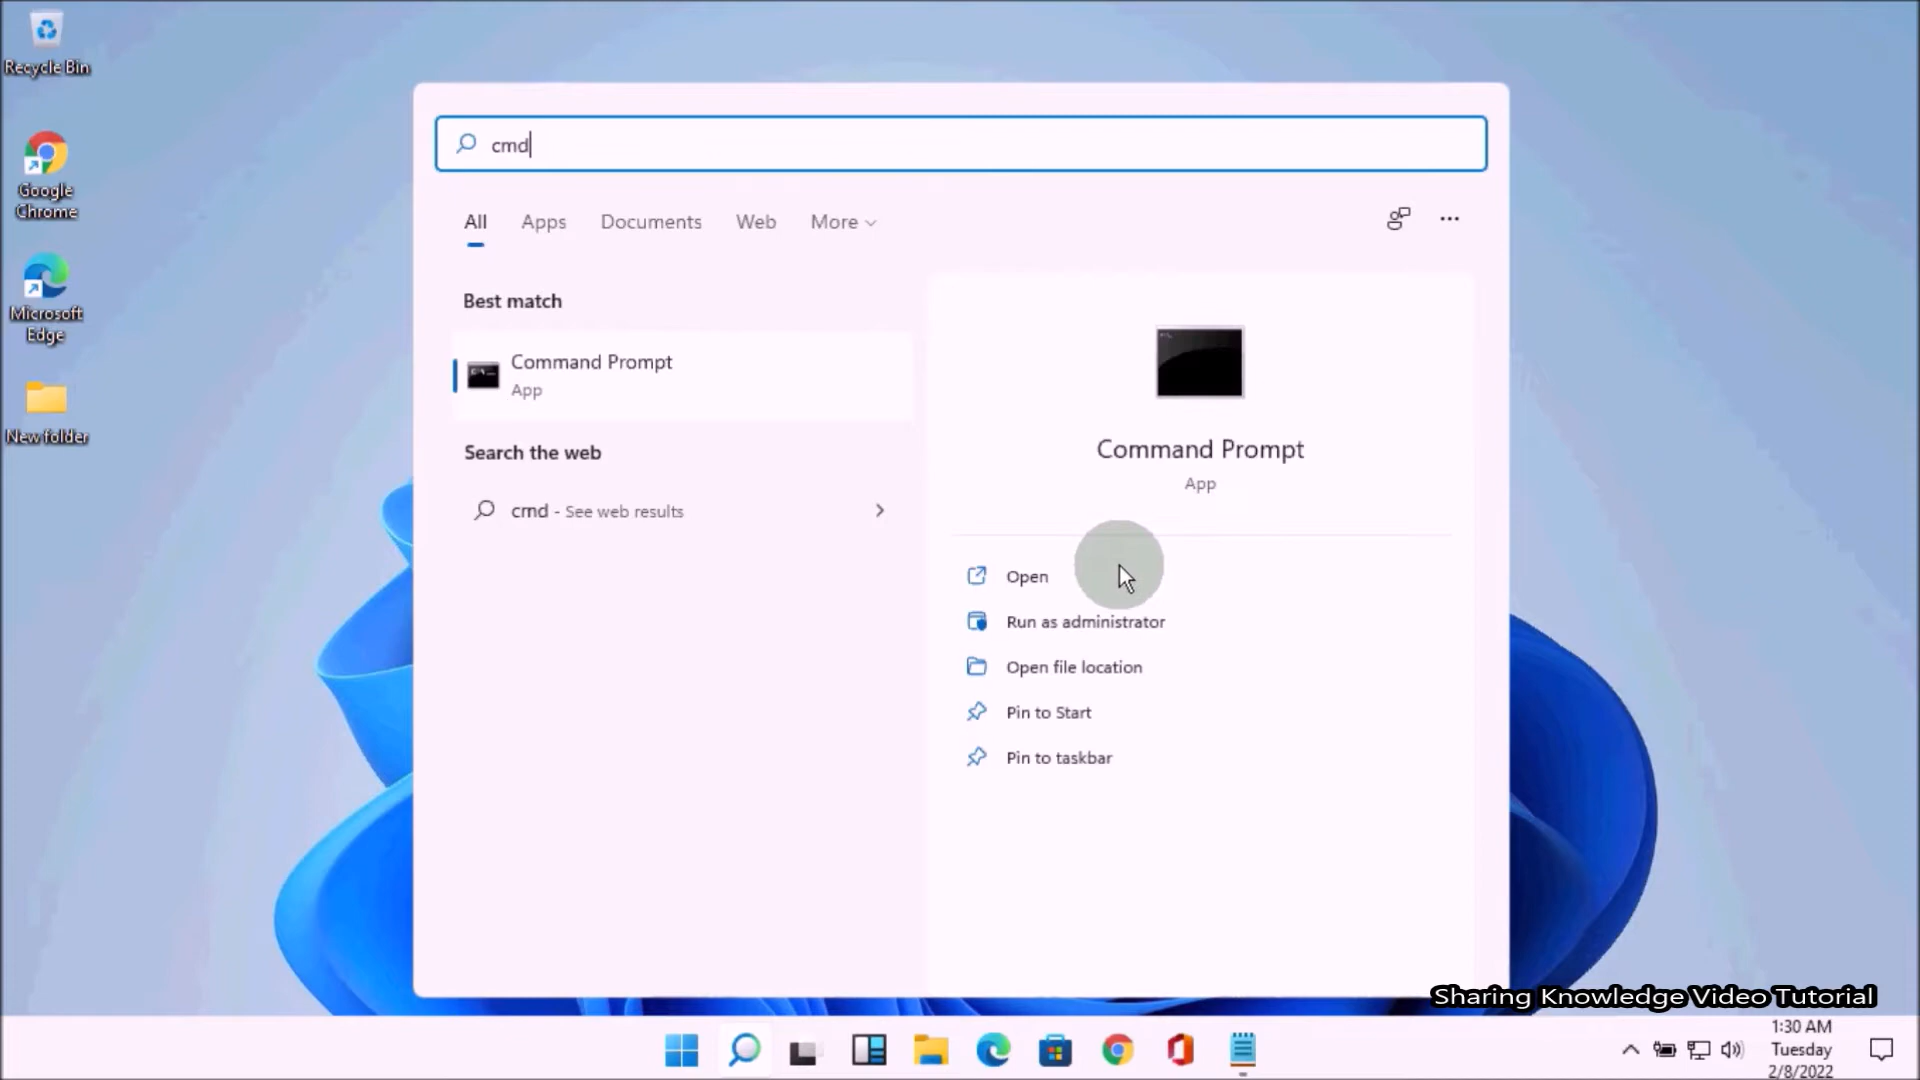 Recycle Bin
Google
Chrome
Microsoft
Edge
New folder
cmd
All
Apps
Documents
Web
More
Best match
Command Prompt
App
Search the web
cmd - See web results
Command Prompt
App
Open
Run as administrator
Open file location
Pin to Start
Pin to taskbar
Sharing Knowledge Video Tutorial
1:30 AM
Tuesday
2/8/2022